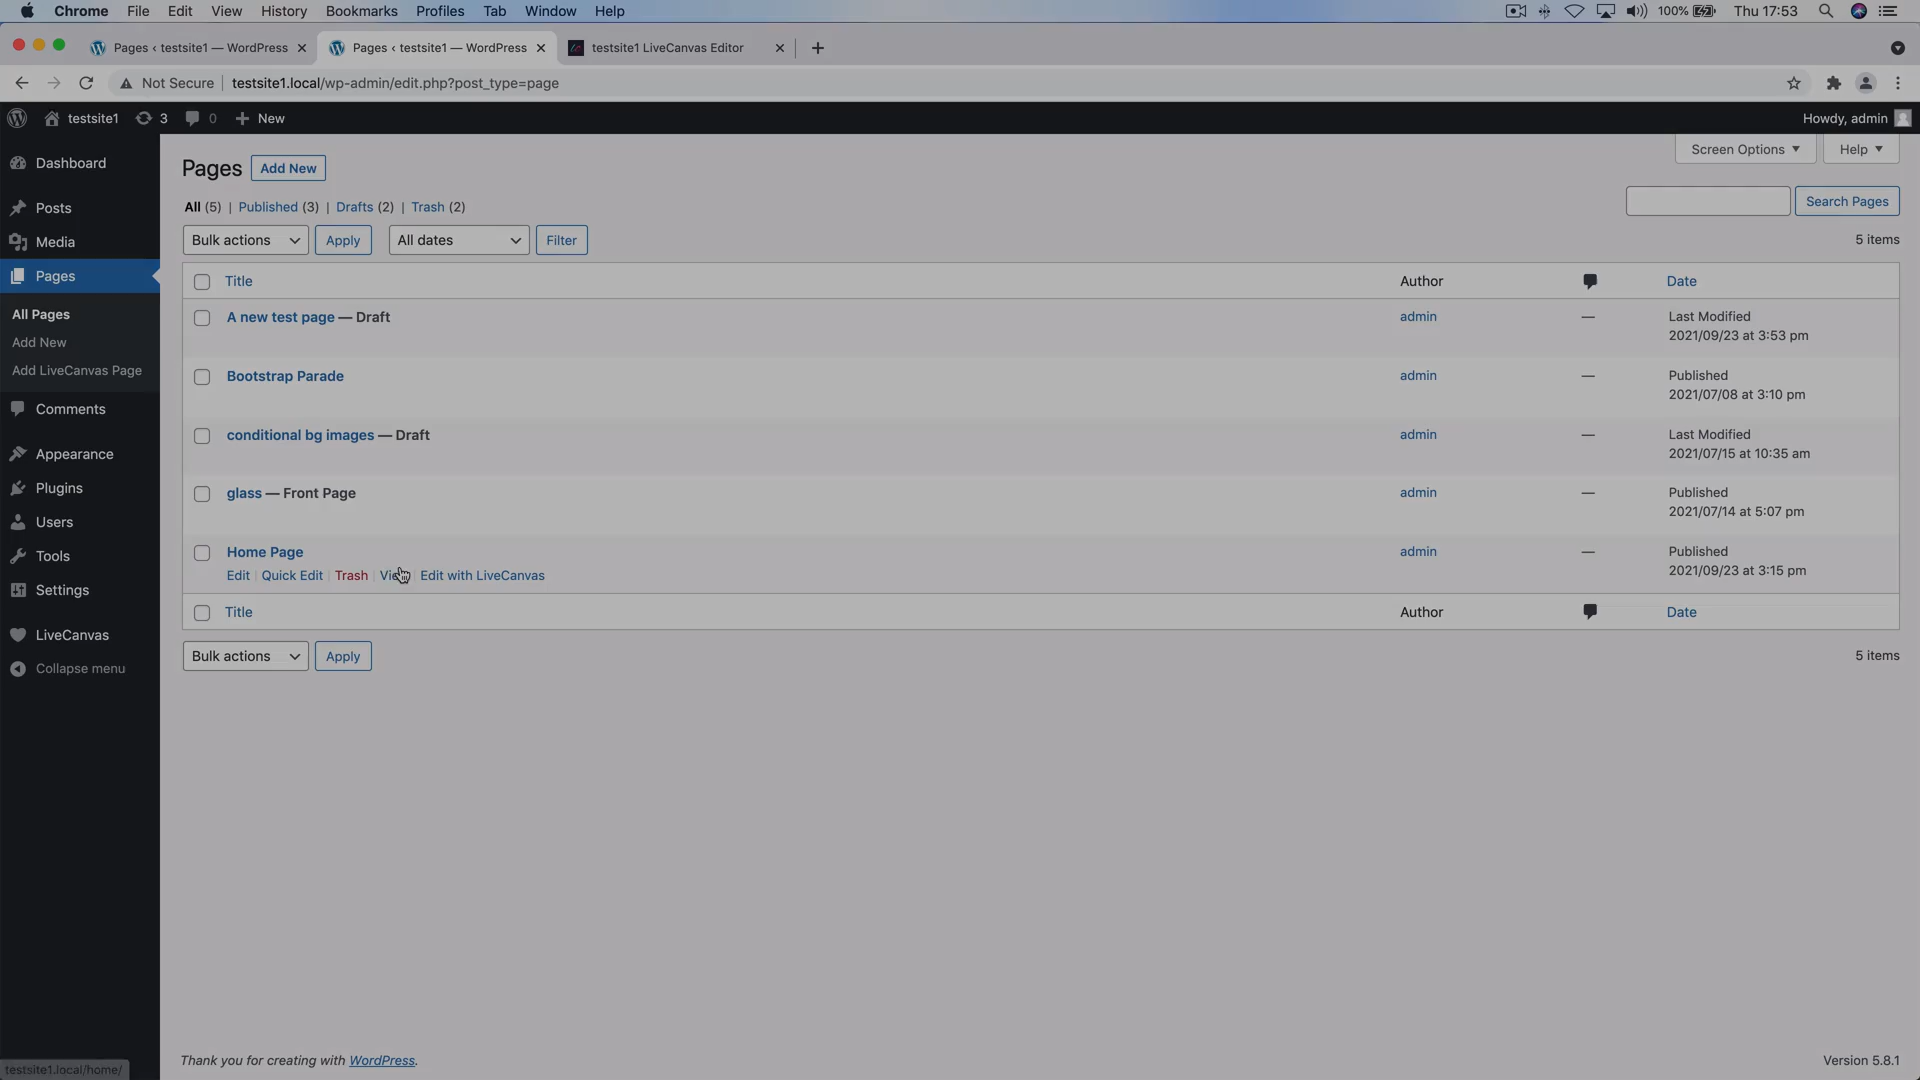 Chrome File Edit View History Bookmarks Profiles Tab Window Help 100% Thu 17:53
Pages ‹ testsite1 — WordPress Pages ‹ testsite1 — WordPress testsite1 LiveCanvas Editor
Not Secure testsite1.local/wp-admin/edit.php?post_type=page
testsite1 3 0 + New Howdy, admin
Dashboard
Posts
Media
Pages
All Pages
Add New
Add LiveCanvas Page
Comments
Appearance
Plugins
Users
Tools
Settings
LiveCanvas
Collapse menu
Screen Options Help
Pages Add New
All (5) | Published (3) | Drafts (2) | Trash (2)
Search Pages
Bulk actions Apply All dates Filter 5 items
Title Author Date
A new test page — Draft admin — Last Modified
2021/09/23 at 3:53 pm
Bootstrap Parade admin — Published
2021/07/08 at 3:10 pm
conditional bg images — Draft admin — Last Modified
2021/07/15 at 10:35 am
glass — Front Page admin — Published
2021/07/14 at 5:07 pm
Home Page admin — Published
2021/09/23 at 3:15 pm
Edit | Quick Edit | Trash | | Edit with LiveCanvas
Title Author Date
Bulk actions Apply 5 items
Thank you for creating with WordPress. Version 5.8.1
testsite1.local/home/